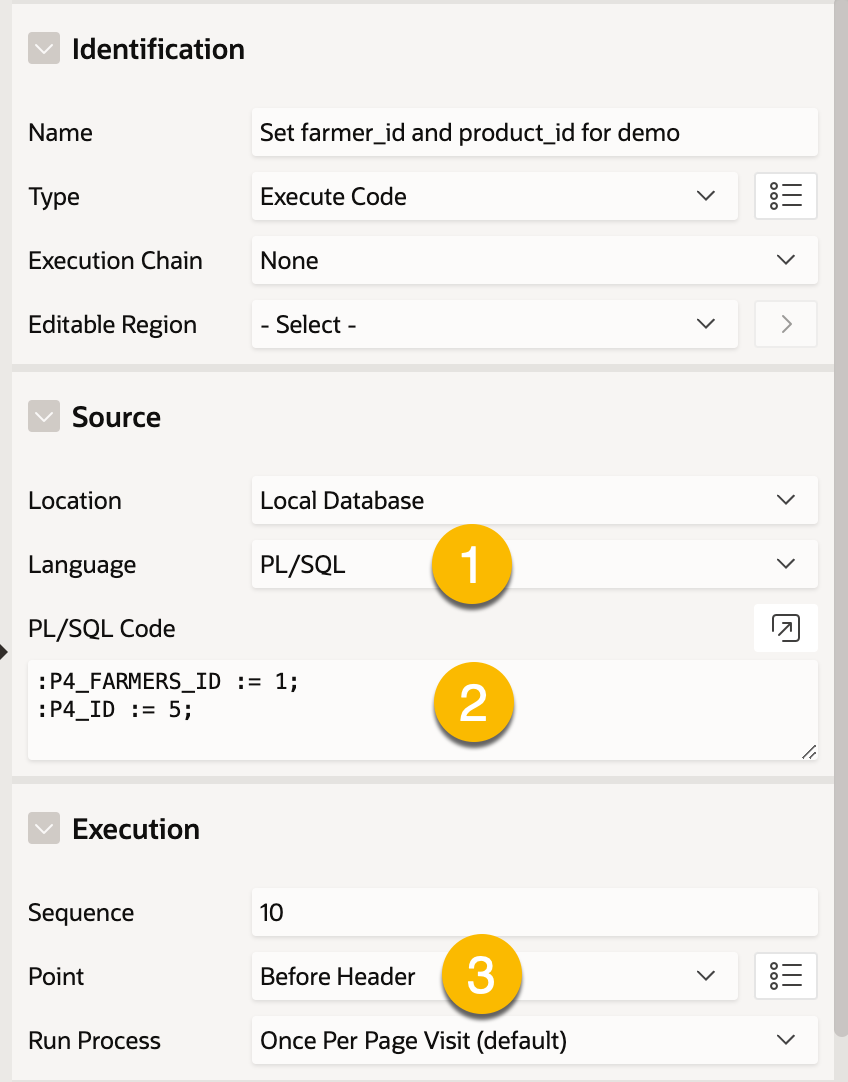 Identification
Name Set farmer_id and product_id for demo
Type Execute Code
Execution Chain None
Editable Region - Select -
Source
Location Local Database
Language PL/SQL 1
PL/SQL Code
:P4_FARMERS_ID := 1;
:P4_ID := 5;
2
Execution
Sequence 10
Point Before Header 3
Run Process Once Per Page Visit (default)